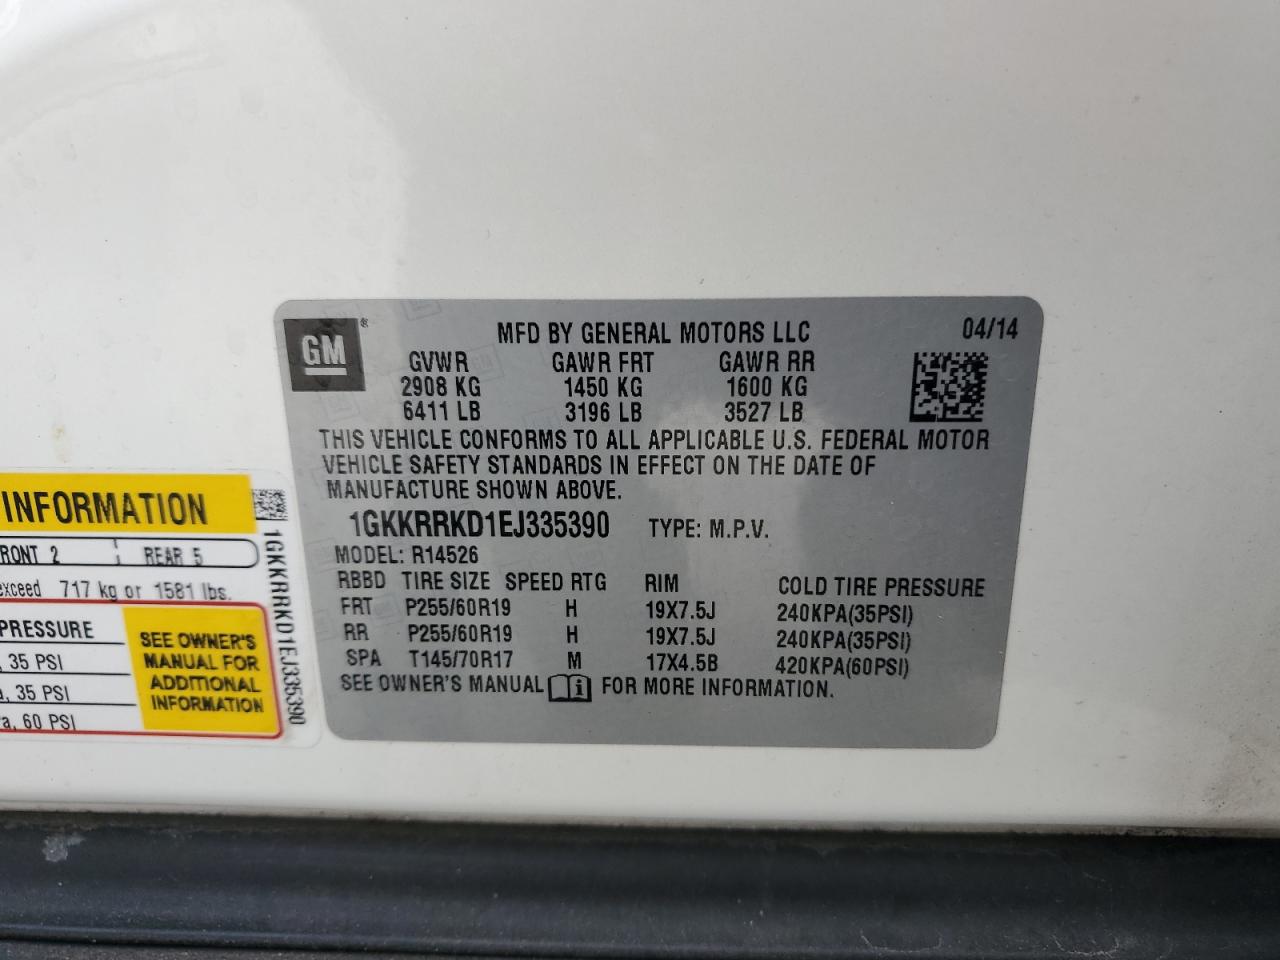 GM ®
MFD BY GENERAL MOTORS LLC 04/14
GVWR GAWR FRT GAWR RR
2908 KG 1450 KG 1600 KG
6411 LB 3196 LB 3527 LB
THIS VEHICLE CONFORMS TO ALL APPLICABLE U.S. FEDERAL MOTOR
VEHICLE SAFETY STANDARDS IN EFFECT ON THE DATE OF
MANUFACTURE SHOWN ABOVE.
1GKKRRKD1EJ335390 TYPE: M.P.V.
MODEL: R14526
RBBD TIRE SIZE SPEED RTG RIM COLD TIRE PRESSURE
FRT P255/60R19 H 19X7.5J 240KPA(35PSI)
RR P255/60R19 H 19X7.5J 240KPA(35PSI)
SPA T145/70R17 M 17X4.5B 420KPA(60PSI)
SEE OWNER'S MANUAL i FOR MORE INFORMATION.
INFORMATION
RONT 2 REAR 5
exceed 717 kg or 1581 lbs.
PRESSURE
, 35 PSI
a, 35 PSI
a, 60 PSI
SEE OWNER'S
MANUAL FOR
ADDITIONAL
INFORMATION
1GKKRRKD1EJ335390